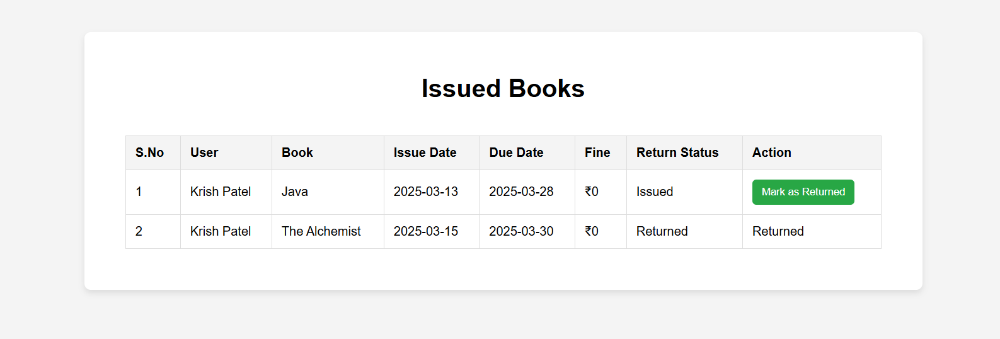 Issued Books
S.No User Book Issue Date Due Date Fine Return Status Action
1 Krish Patel Java 2025-03-13 2025-03-28 ₹0 Issued Mark as Returned
2 Krish Patel The Alchemist 2025-03-15 2025-03-30 ₹0 Returned Returned